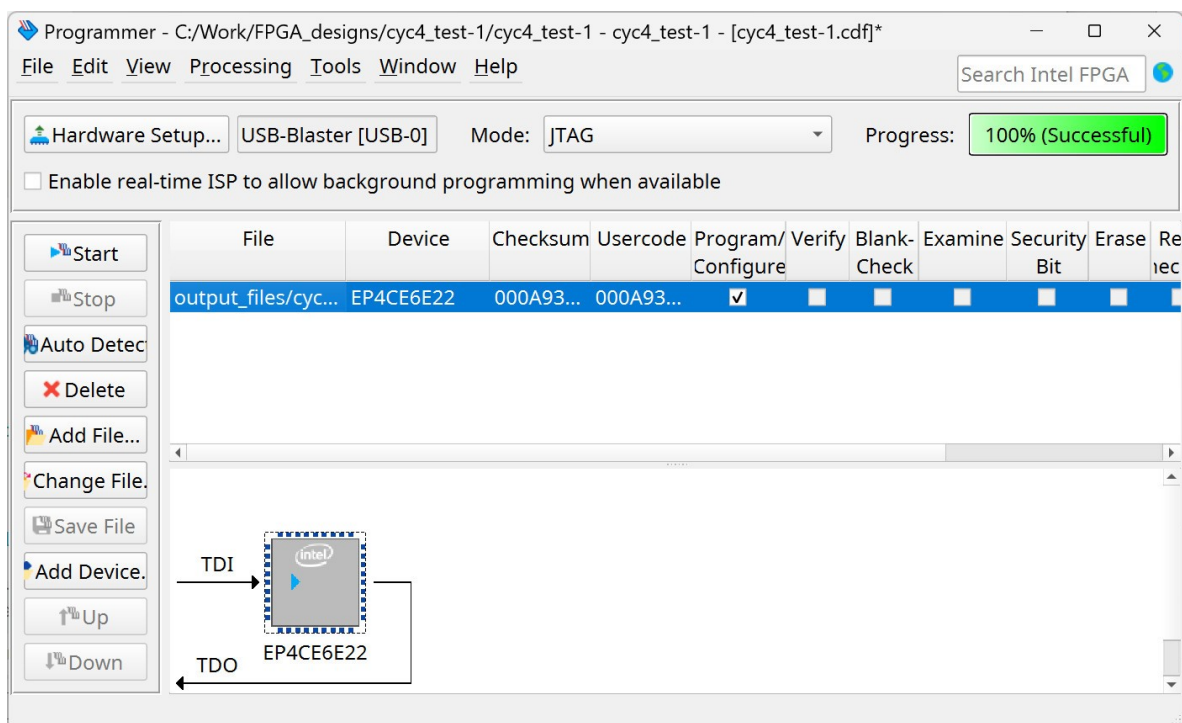 Programmer - C:/Work/FPGA_designs/cyc4_test-1/cyc4_test-1 - cyc4_test-1 - [cyc4_test-1.cdf]*
File Edit View Processing Tools Window Help
Search Intel FPGA
Hardware Setup... USB-Blaster [USB-0] Mode: JTAG Progress: 100% (Successful)
Enable real-time ISP to allow background programming when available
Start
Stop
Auto Detec
Delete
Add File...
Change File.
Save File
Add Device.
Up
Down
File Device Checksum Usercode Program/ Verify Blank- Examine Security Erase
Configure Check Bit
output_files/cyc... EP4CE6E22 000A93... 000A93...
TDI
intel
EP4CE6E22
TDO